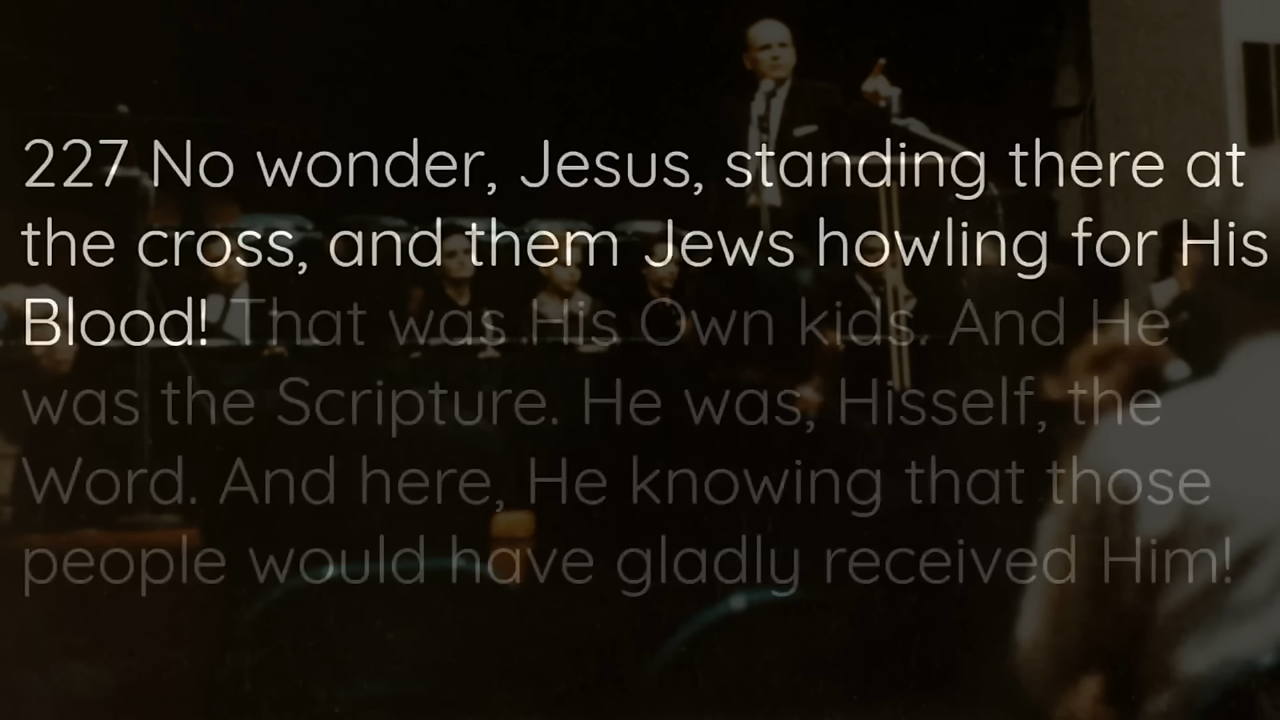 227 No wonder, Jesus, standing there at
the cross, and them Jews howling for His
Blood! That was His Own kids. And He
was the Scripture. He was, Hisself, the
Word. And here, He knowing that those
people would have gladly received Him!